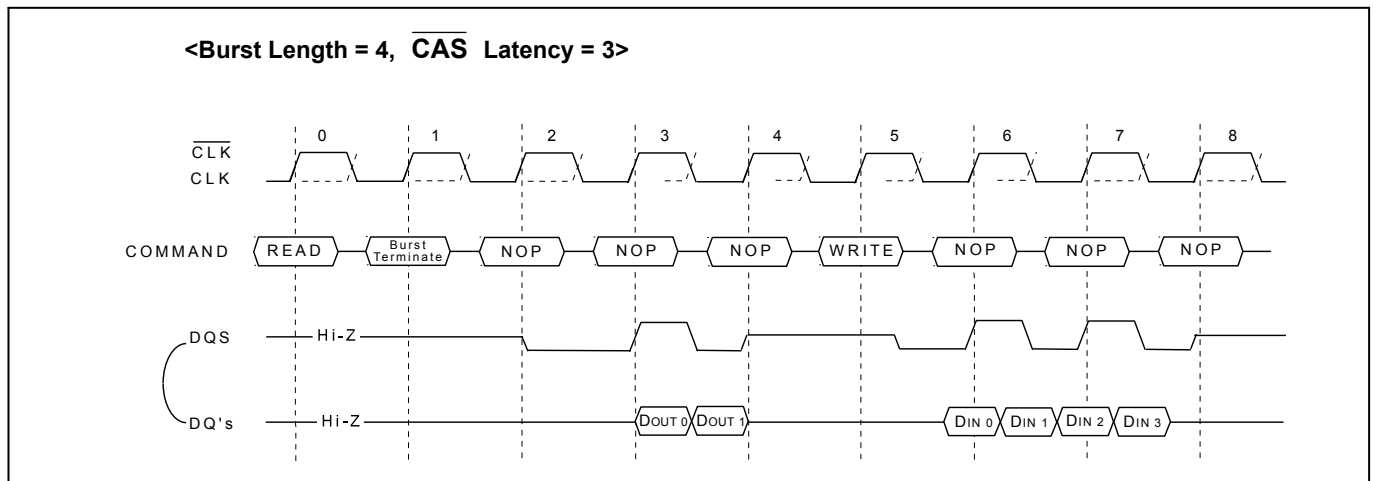 <Burst Length = 4, CAS Latency = 3>
0 1 2 3 4 5 6 7 8
CLK
CLK
COMMAND READ Burst Terminate NOP NOP NOP WRITE NOP NOP NOP
DQS Hi-Z
DQ's Hi-Z DOUT 0 DOUT 1 DIN 0 DIN 1 DIN 2 DIN 3